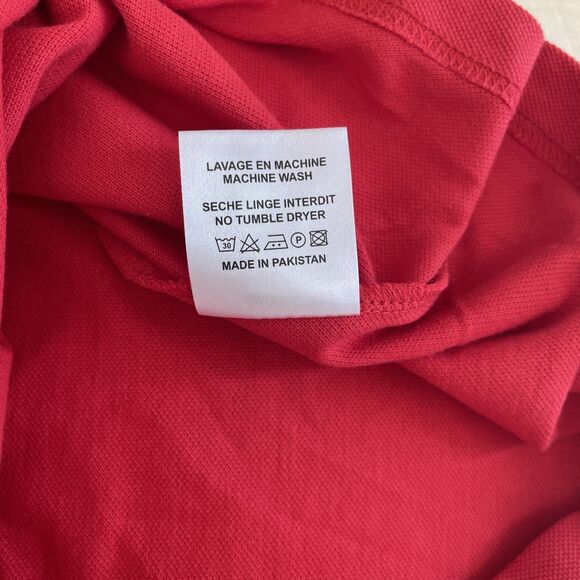 LAVAGE EN MACHINE
MACHINE WASH
SECHE LINGE INTERDIT
NO TUMBLE DRYER
30 P
MADE IN PAKISTAN